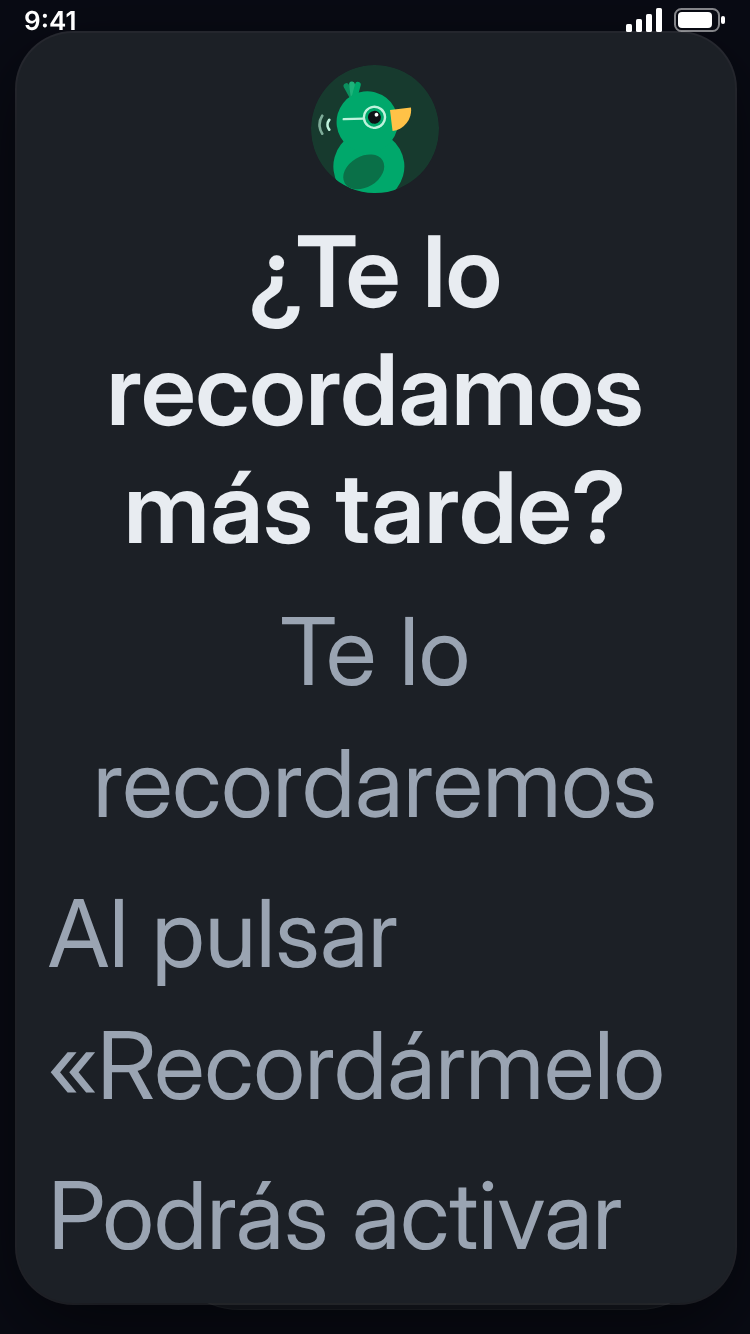 9:41
¿Te lo
recordamos
más tarde?
Te lo
recordaremos
Al pulsar
«Recordármelo
Podrás activar